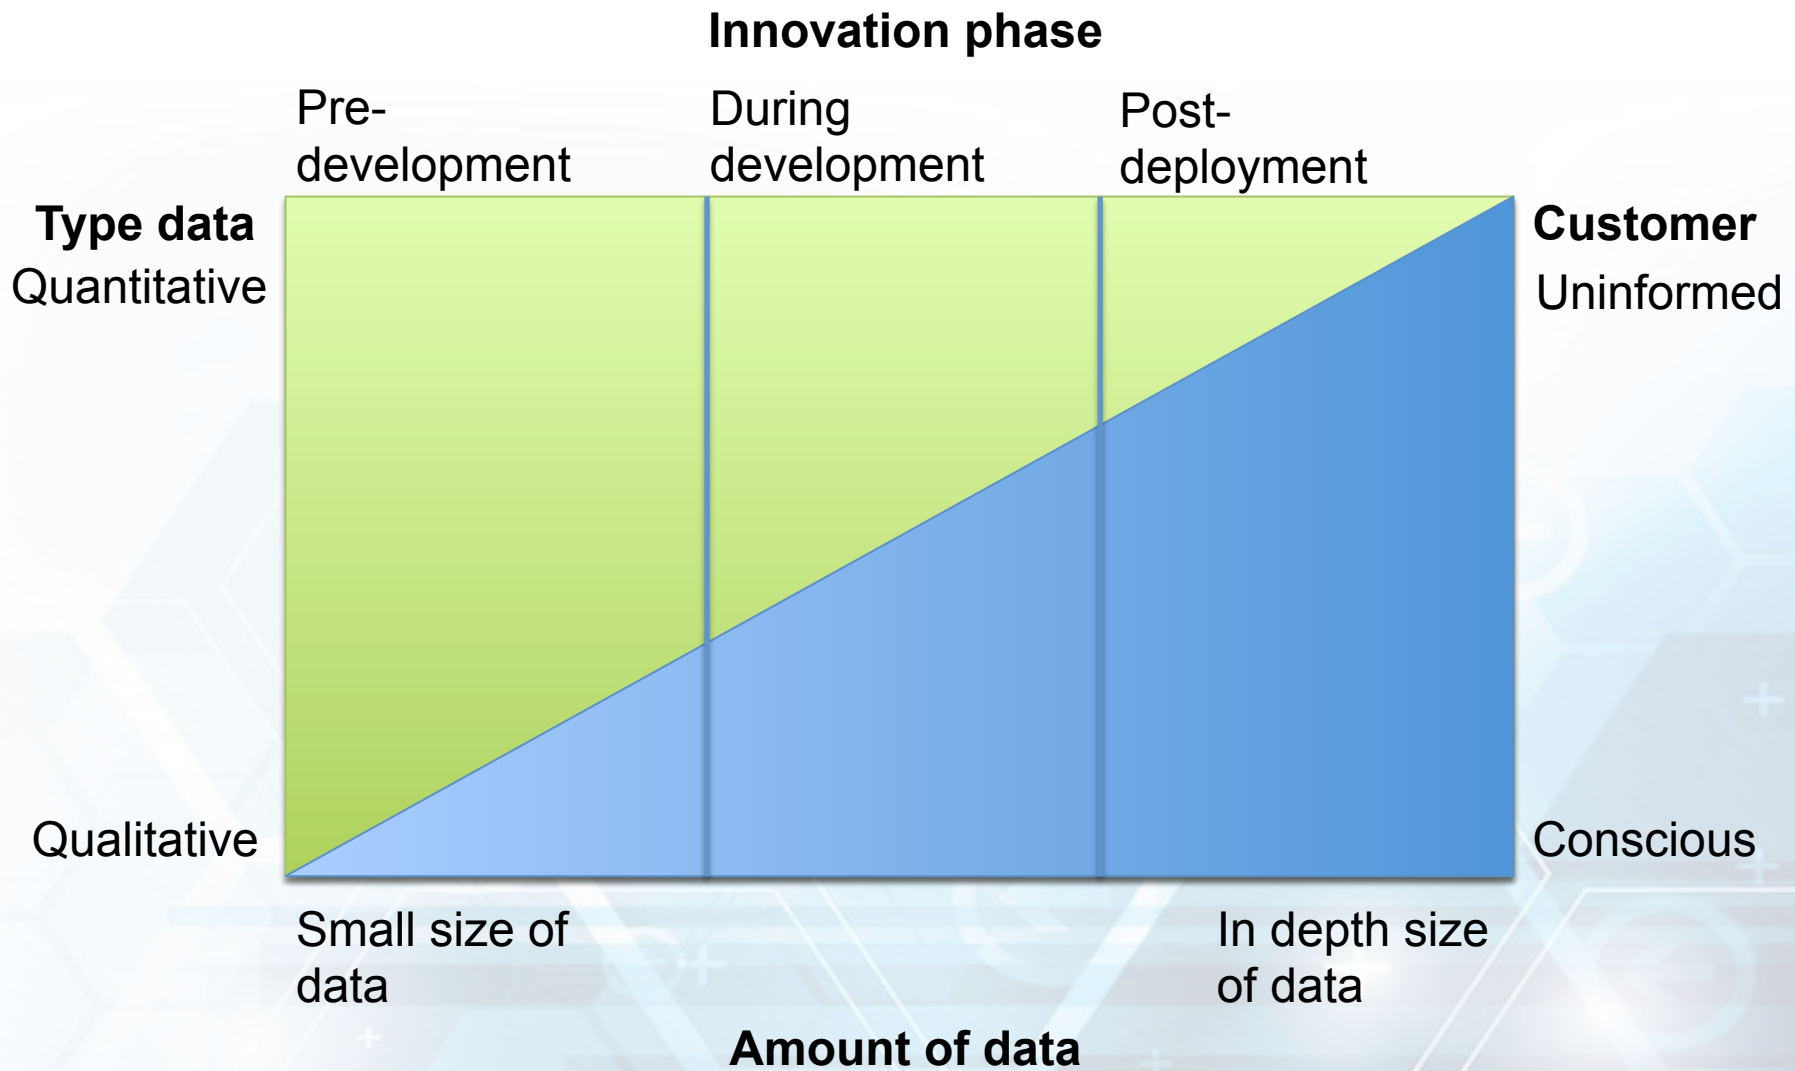 Innovation phase
Pre-
development
During
development
Post-
deployment
Type data
Quantitative
Customer
Uninformed
Qualitative
Conscious
Small size of
data
In depth size
of data
Amount of data